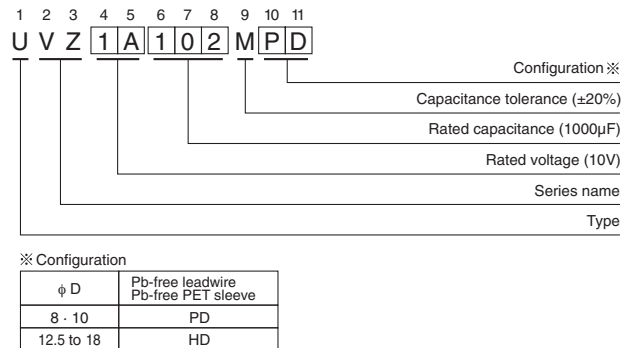 1 2 3 4 5 6 7 8 9 10 11
U V Z 1 A 1 0 2 M P D
Configuration※
Capacitance tolerance (±20%)
Rated capacitance (1000µF)
Rated voltage (10V)
Series name
Type
※Configuration
ϕ D
Pb-free leadwire
Pb-free PET sleeve
8 · 10 PD
12.5 to 18 HD